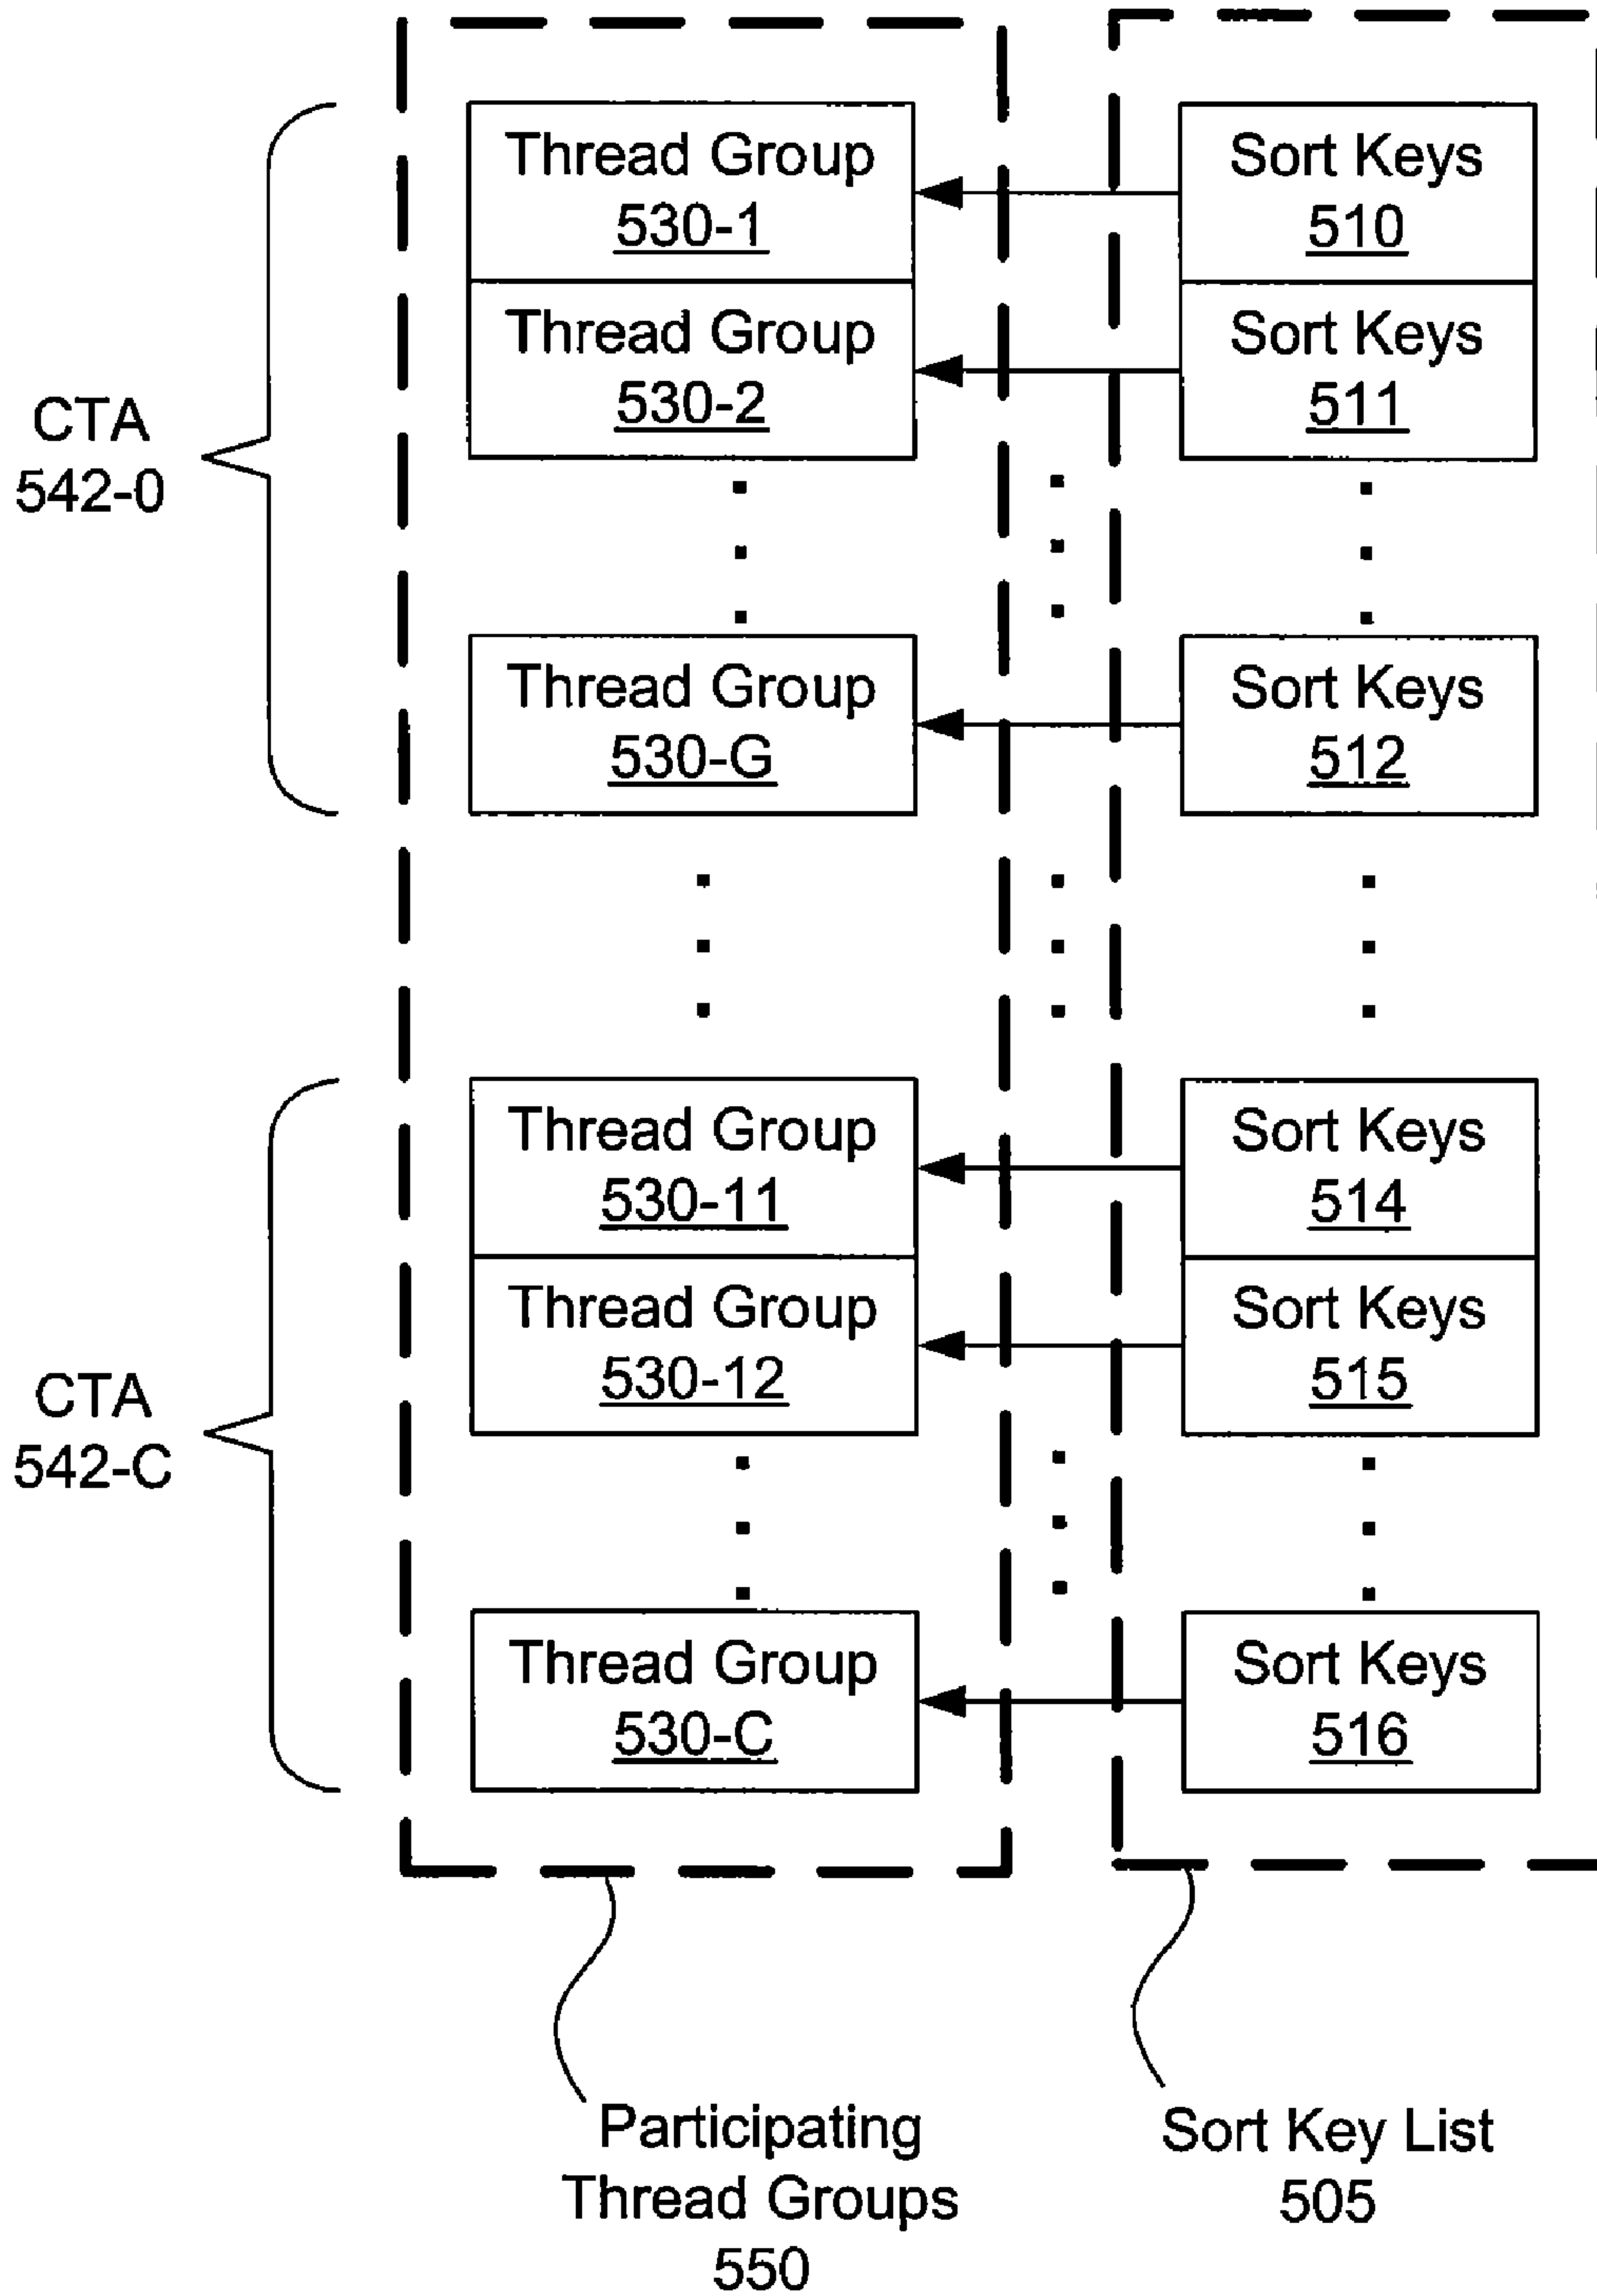 Thread Group
530-1
Sort Keys
510
Thread Group
530-2
Sort Keys
511
CTA
542-0
Thread Group
530-G
Sort Keys
512
Thread Group
530-11
Sort Keys
514
Thread Group
530-12
Sort Keys
515
CTA
542-C
Thread Group
530-C
Sort Keys
516
Participating
Thread Groups
550
Sort Key List
505